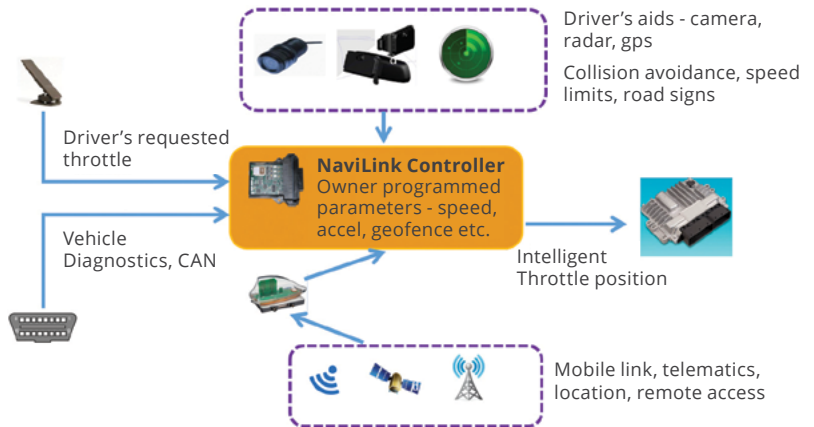 Driver's aids - camera,
radar, gps
Collision avoidance, speed
limits, road signs
Driver's requested
throttle
NaviLink Controller
Owner programmed
parameters - speed,
accel, geofence etc.
Vehicle
Diagnostics, CAN
Intelligent
Throttle position
Mobile link, telematics,
location, remote access